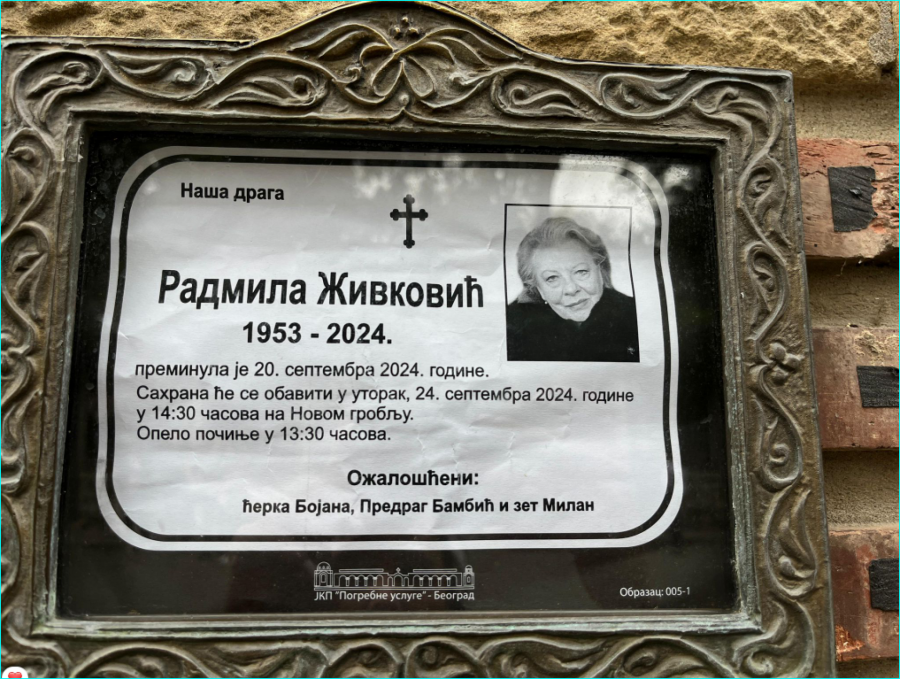 Наша драга
Радмила Живковић
1953 - 2024.
преминула је 20. септембра 2024. године.
Сахрана ће се обавити у уторак, 24. септембра 2024. године
у 14:30 часова на Новом гробљу.
Опело почиње у 13:30 часова.
Ожалошћени:
ћерка Бојана, Предраг Бамбић и зет Милан
ЈКП "Погребне услуге" - Београд
Образац: 005-1